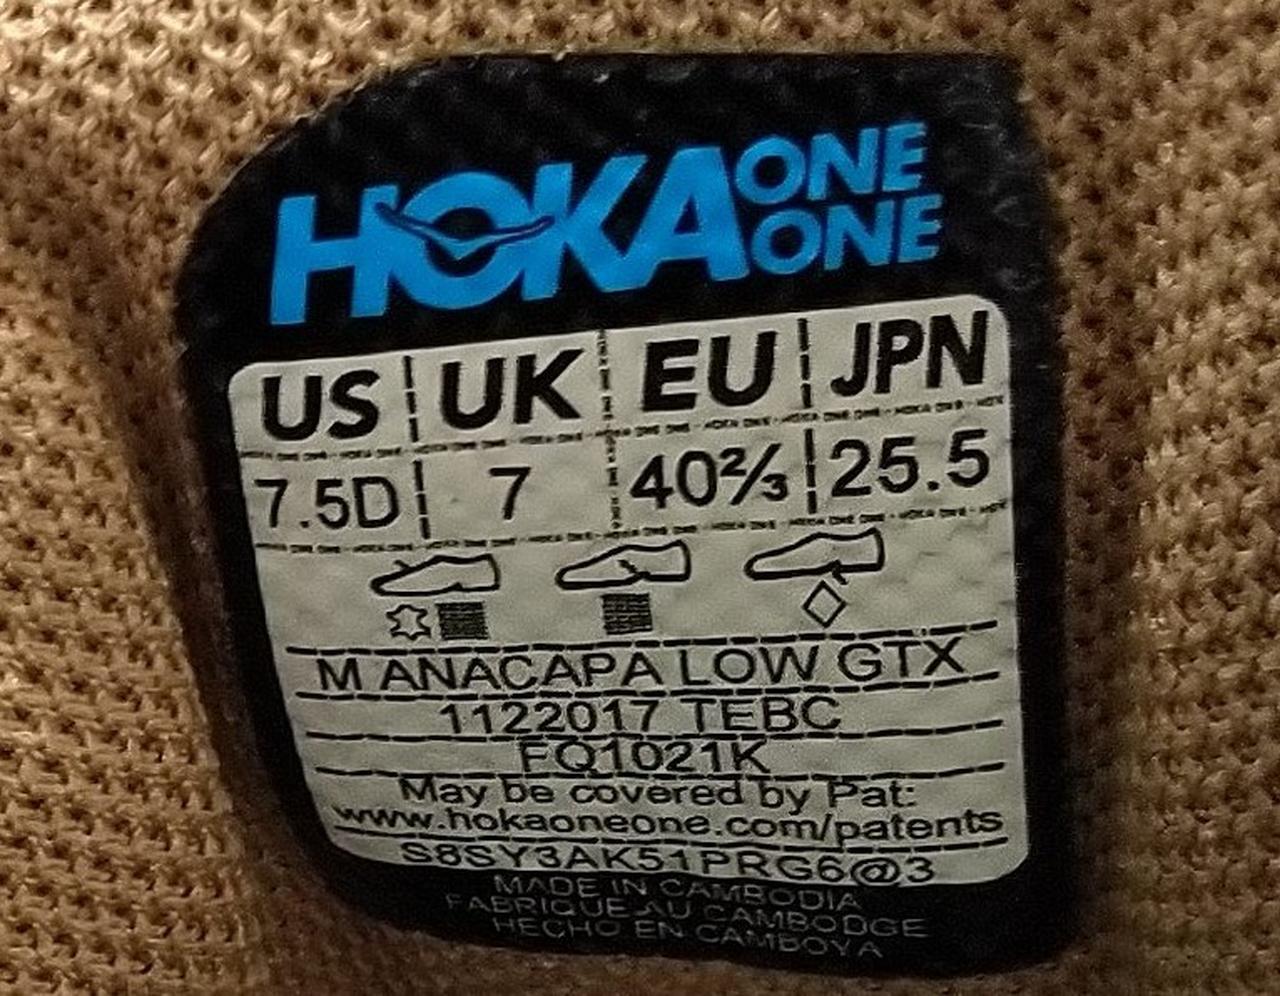 HOKA ONE ONE
US UK EU JPN
7.5D 7 40⅔ 25.5
M ANACAPA LOW GTX
1122017 TEBC
FQ1021K
May be covered by Pat:
www.hokaoneone.com/patents
S8SY3AK51PRG6@3
MADE IN CAMBODIA
FABRIQUE AU CAMBODGE
HECHO EN CAMBOYA